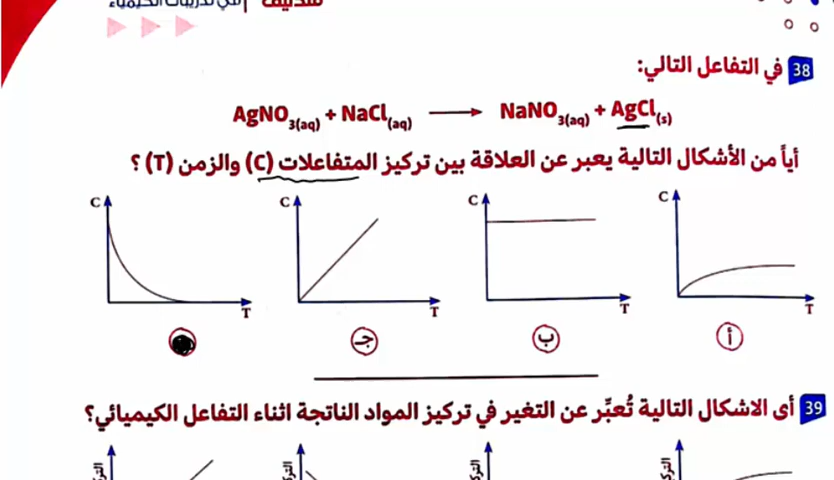 38 في التفاعل التالي:
AgNO3(aq) + NaCl(aq) → NaNO3(aq) + AgCl(s)
أياً من الأشكال التالية يعبر عن العلاقة بين تركيز المتفاعلات (C) والزمن (T) ؟
C C C C
T T T T
أ ب جـ
39 أى الاشكال التالية تُعبِّر عن التغير في تركيز المواد الناتجة اثناء التفاعل الكيميائي؟